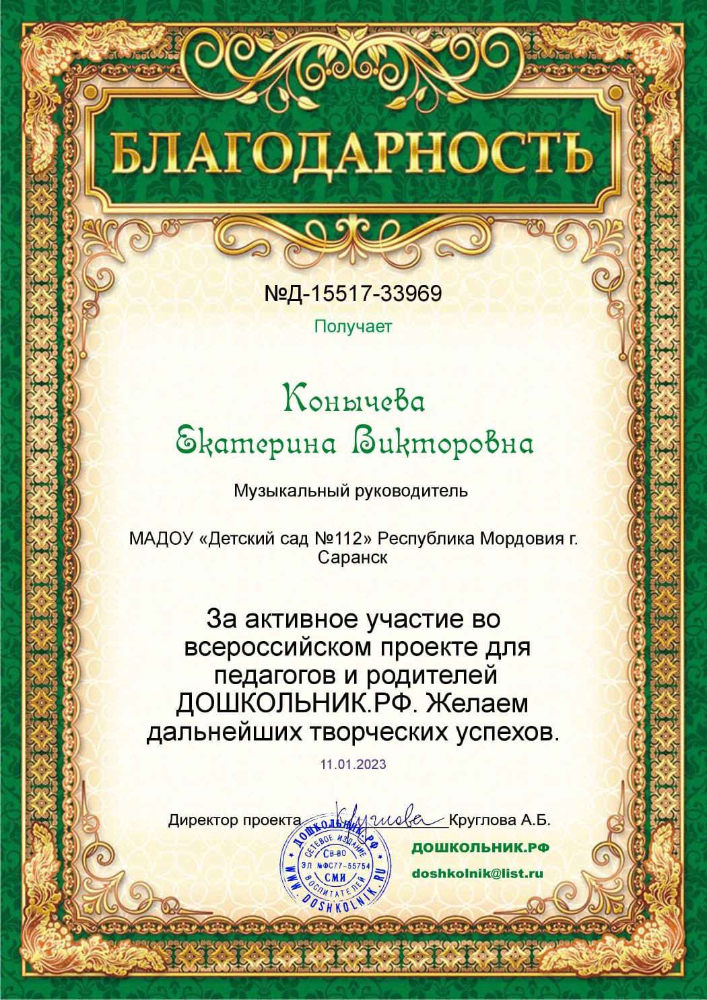 БЛАГОДАРНОСТЬ
№Д-15517-33969
Получает
Конычева
Екатерина Викторовна
Музыкальный руководитель
МАДОУ «Детский сад №112» Республика Мордовия г.
Саранск
За активное участие во
всероссийском проекте для
педагогов и родителей
ДОШКОЛЬНИК.РФ. Желаем
дальнейших творческих успехов.
11.01.2023
Директор проекта Круглова Круглова А.Б.
ДОШКОЛЬНИК.РФ
СЕТЕВОЕ ИЗДАНИЕ
СВ-ВО
ЭЛ №ФС77-55754
СМИ
ВОСПИТАТЕЛЕЙ
WWW.DOSHKOLNIK.RU
ДОШКОЛЬНИК.РФ
doshkolnik@list.ru